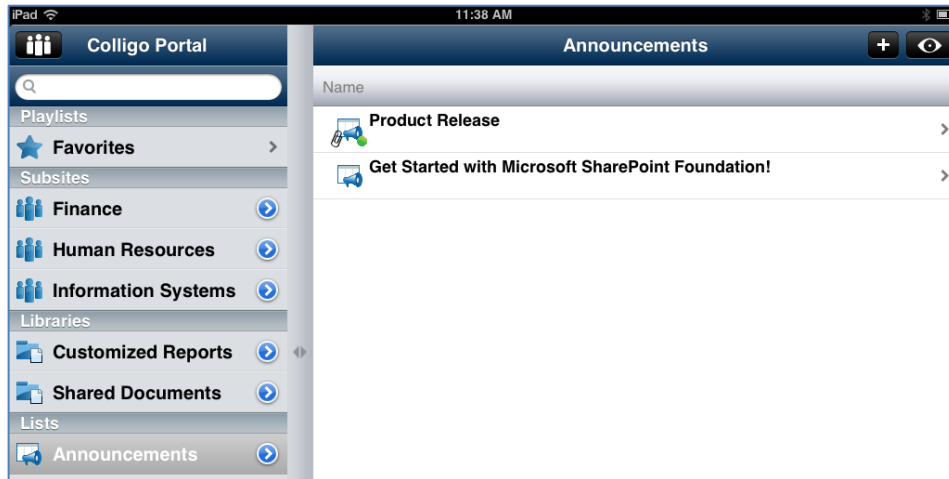 iPad
11:38 AM
Colligo Portal
Announcements
Name
Playlists
Favorites
Subsites
Finance
Human Resources
Information Systems
Libraries
Customized Reports
Shared Documents
Lists
Announcements
Product Release
Get Started with Microsoft SharePoint Foundation!